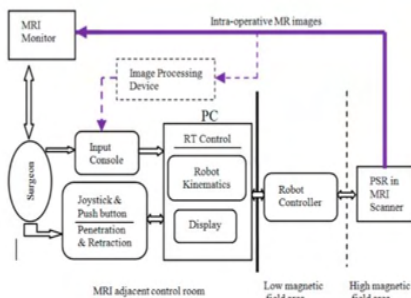 Intra-operative MR images
MRI
Monitor
Image Processing
Device
PC
RT Control
Input
Console
Robot
Kinematics
Surgeon
Joystick &
Push button
Penetration
& Retraction
Display
Robot
Controller
PSR in
MRI
Scanner
MRI adjacent control room
Low magnetic
field area
High magnetic
field area